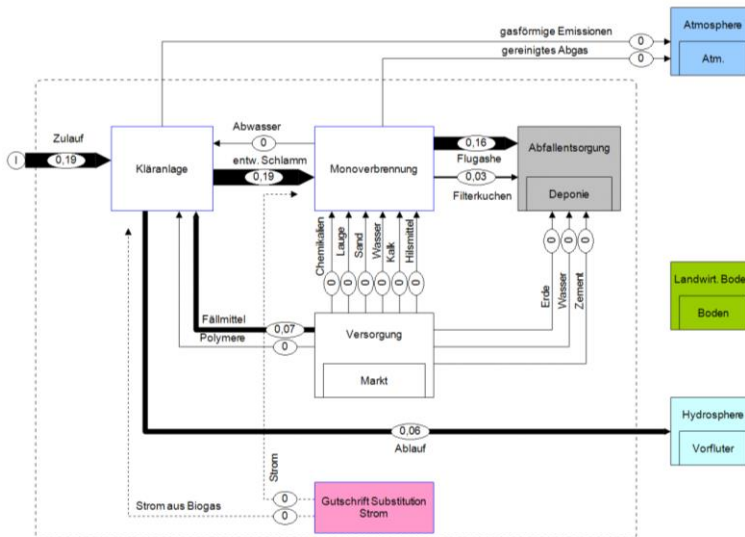 gasförmige Emissionen
0
gereinigtes Abgas
0
Atmosphere
Atm.
Zulauf
I
0,19
Kläranlage
Abwasser
0
entw. Schlamm
0,19
Monoverbrennung
0,16
Flugashe
0,03
Filterkuchen
Abfallentsorgung
Deponie
Chemikalien
0
Lauge
0
Sand
0
Wasser
0
Kalk
0
Hilsmittel
0
Erde
0
Wasser
0
Zement
0
Landwirt. Bode
Boden
Fällmittel
0,07
Polymere
0
Versorgung
Markt
Hydrosphere
Vorfluter
0,06
Ablauf
Strom
0
Strom aus Biogas
0
Gutschrift Substitution
Strom